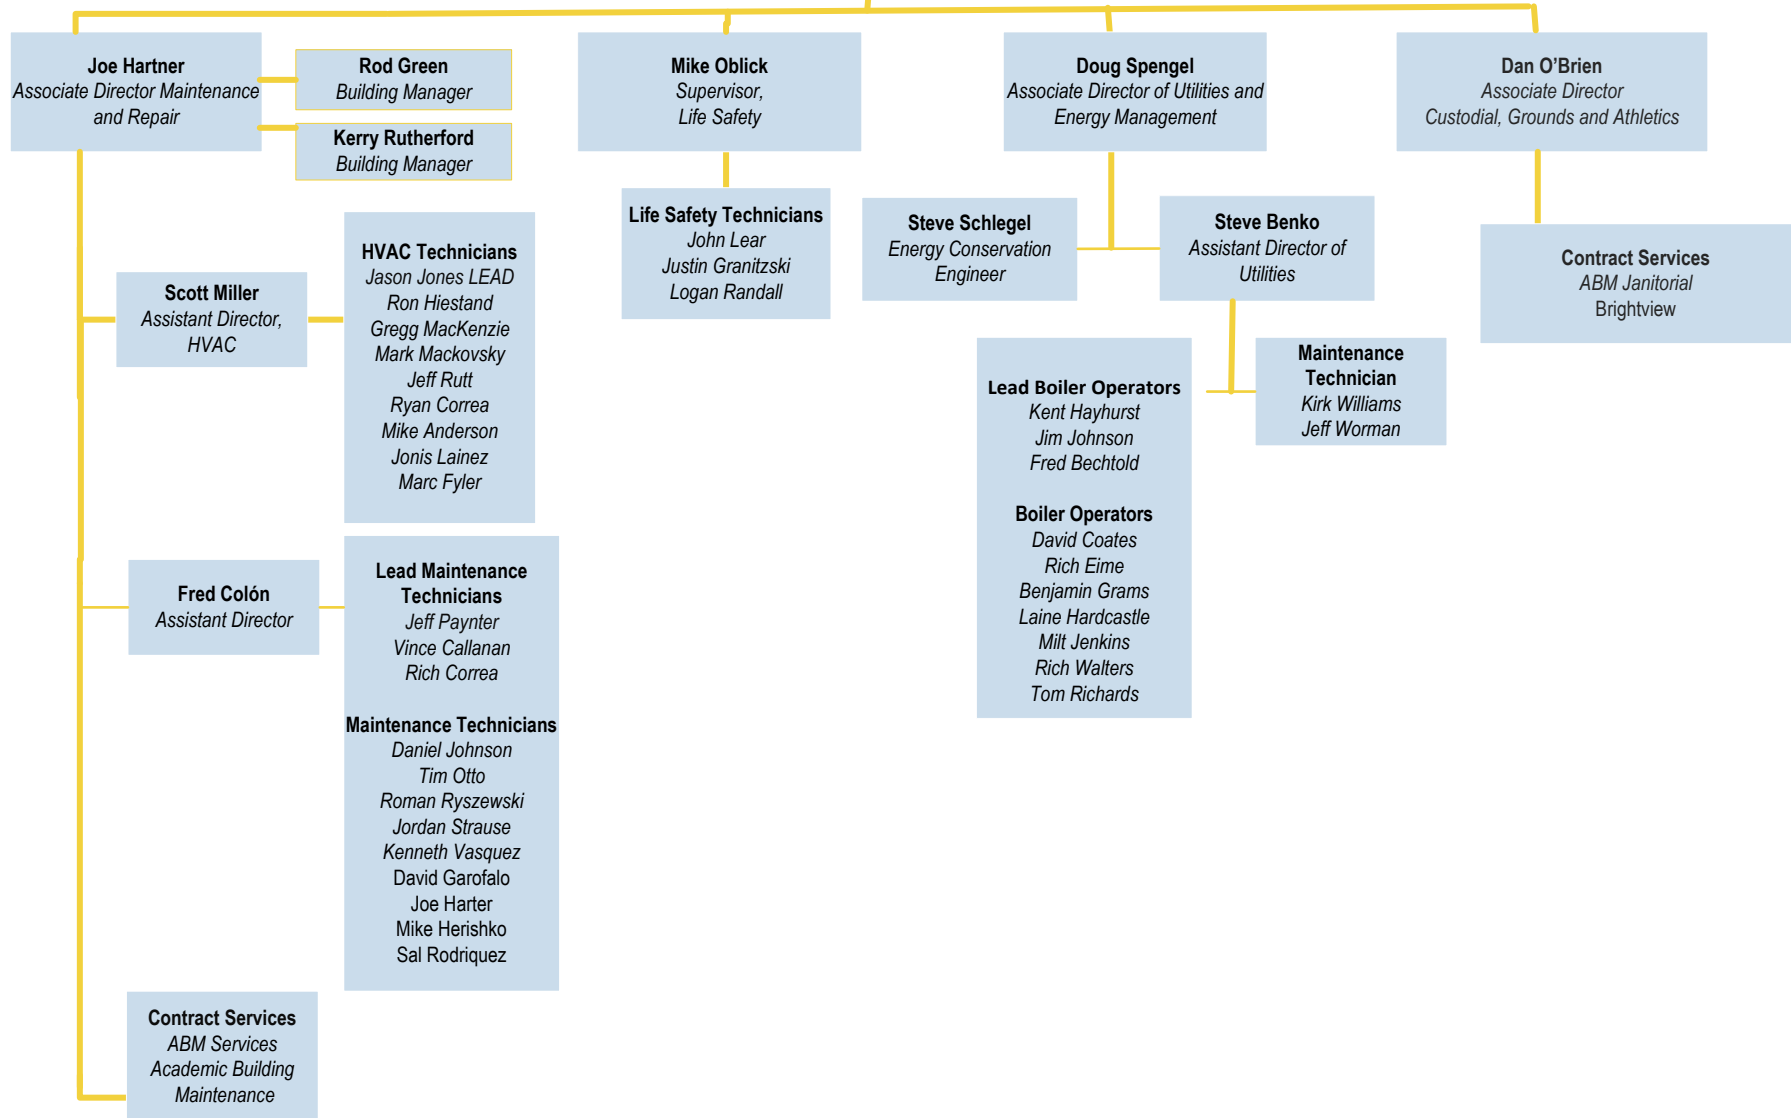 Joe Hartner
Associate Director Maintenance
and Repair
Rod Green
Building Manager
Kerry Rutherford
Building Manager
Mike Oblick
Supervisor,
Life Safety
Doug Spengel
Associate Director of Utilities and
Energy Management
Dan O’Brien
Associate Director
Custodial, Grounds and Athletics
Scott Miller
Assistant Director,
HVAC
HVAC Technicians
Jason Jones LEAD
Ron Hiestand
Gregg MacKenzie
Mark Mackovsky
Jeff Rutt
Ryan Correa
Mike Anderson
Jonis Lainez
Marc Fyler
Fred Colón
Assistant Director
Lead Maintenance
Technicians
Jeff Paynter
Vince Callanan
Rich Correa
Maintenance Technicians
Daniel Johnson
Tim Otto
Roman Ryszewski
Jordan Strause
Kenneth Vasquez
David Garofalo
Joe Harter
Mike Herishko
Sal Rodriquez
Contract Services
ABM Services
Academic Building
Maintenance
Life Safety Technicians
John Lear
Justin Granitzski
Logan Randall
Steve Schlegel
Energy Conservation
Engineer
Steve Benko
Assistant Director of
Utilities
Lead Boiler Operators
Kent Hayhurst
Jim Johnson
Fred Bechtold
Boiler Operators
David Coates
Rich Eime
Benjamin Grams
Laine Hardcastle
Milt Jenkins
Rich Walters
Tom Richards
Maintenance
Technician
Kirk Williams
Jeff Worman
Contract Services
ABM Janitorial
Brightview